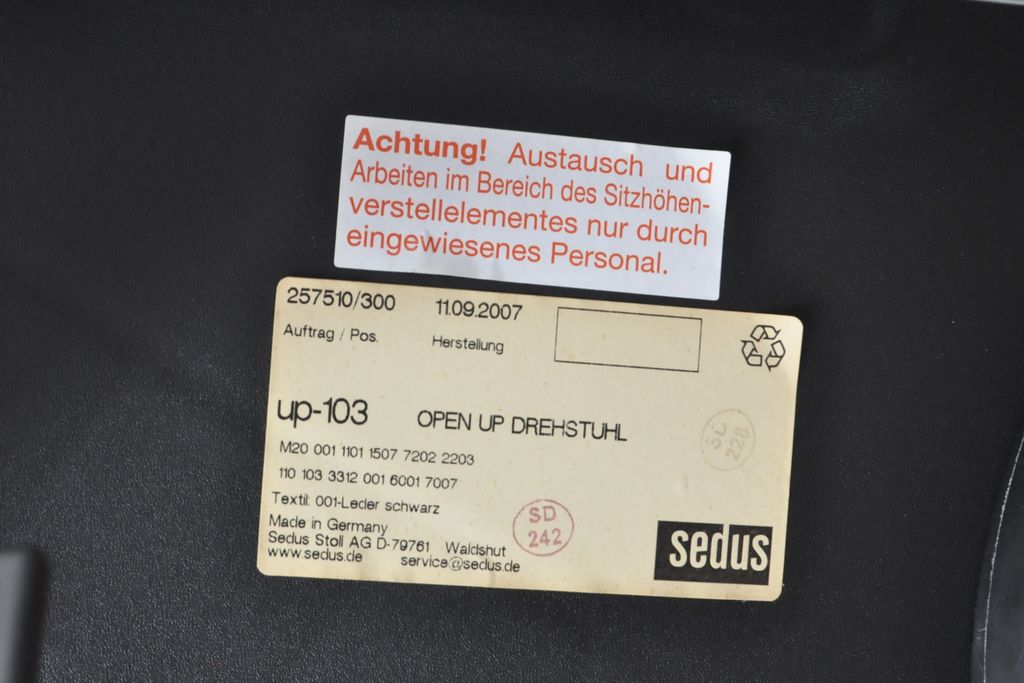 Achtung! Austausch und
Arbeiten im Bereich des Sitzhöhen-
verstellelementes nur durch
eingewiesenes Personal.
257510/300 11.09.2007
Auftrag / Pos. Herstellung
up-103 OPEN UP DREHSTUHL
SD
228
M20 001 1101 1507 7202 2203
110 103 3312 001 6001 7007
Textil: 001-Leder schwarz
SD
242
Made in Germany
Sedus Stoll AG D-79761 Waldshut
www.sedus.de service@sedus.de
sedus